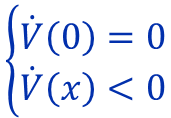 V̇(0) = 0
V̇(x) < 0